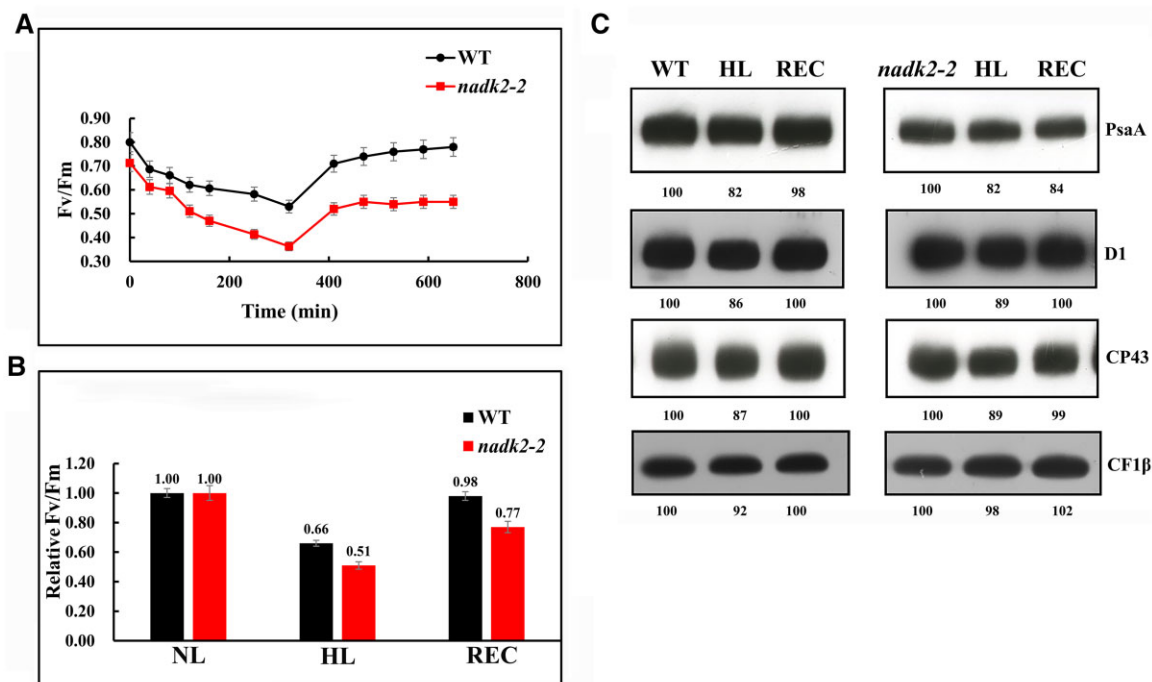 A
WT
nadk2-2
Fv/Fm
0.90
0.80
0.70
0.60
0.50
0.40
0.30
0 200 400 600 800
Time (min)
B
WT
nadk2-2
Relative Fv/Fm
1.20
1.00
0.80
0.60
0.40
0.20
0.00
1.00 1.00
0.66 0.51
0.98 0.77
NL HL REC
C
WT HL REC nadk2-2 HL REC
PsaA
100 82 98 100 82 84
D1
100 86 100 100 89 100
CP43
100 87 100 100 89 99
CF1β
100 92 100 100 98 102